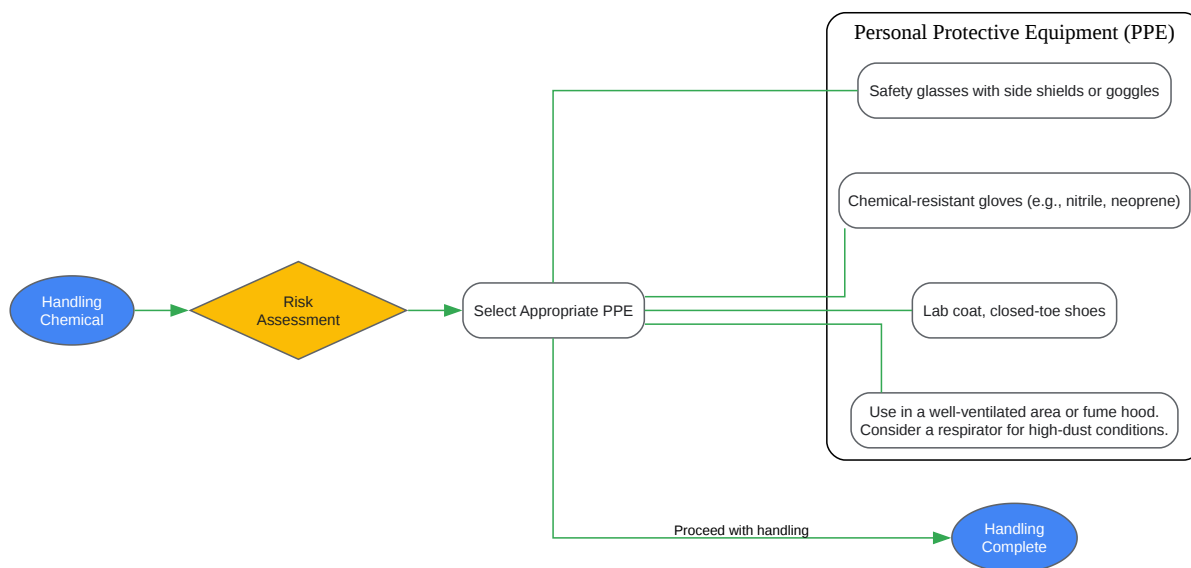 Personal Protective Equipment (PPE)
Safety glasses with side shields or goggles
Chemical-resistant gloves (e.g., nitrile, neoprene)
Handling
Chemical
Risk
Assessment
Select Appropriate PPE
Lab coat, closed-toe shoes
Use in a well-ventilated area or fume hood.
Consider a respirator for high-dust conditions.
Proceed with handling
Handling
Complete